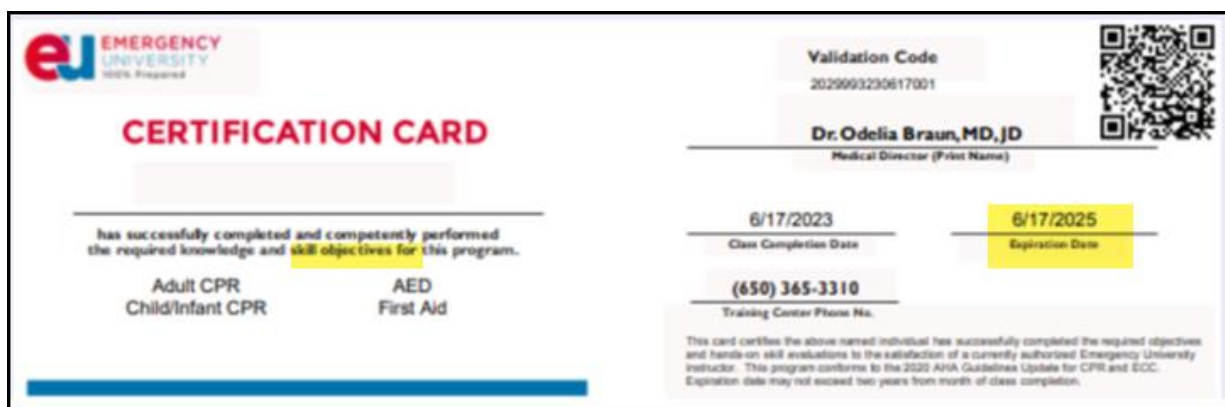 EMERGENCY
UNIVERSITY
100% Prepared
CERTIFICATION CARD
has successfully completed and competently performed
the required knowledge and skill objectives for this program.
Adult CPR AED
Child/Infant CPR First Aid
Validation Code
2029993230617001
Dr. Odelia Braun, MD, JD
Medical Director (Print Name)
6/17/2023 6/17/2025
Class Completion Date Expiration Date
(650) 365-3310
Training Center Phone No.
This card certifies the above named individual has successfully completed the required objectives
and hands-on skill evaluations to the satisfaction of a currently authorized Emergency University
instructor. This program conforms to the 2020 AHA Guidelines Update for CPR and ECC.
Expiration date may not exceed two years from month of class completion.